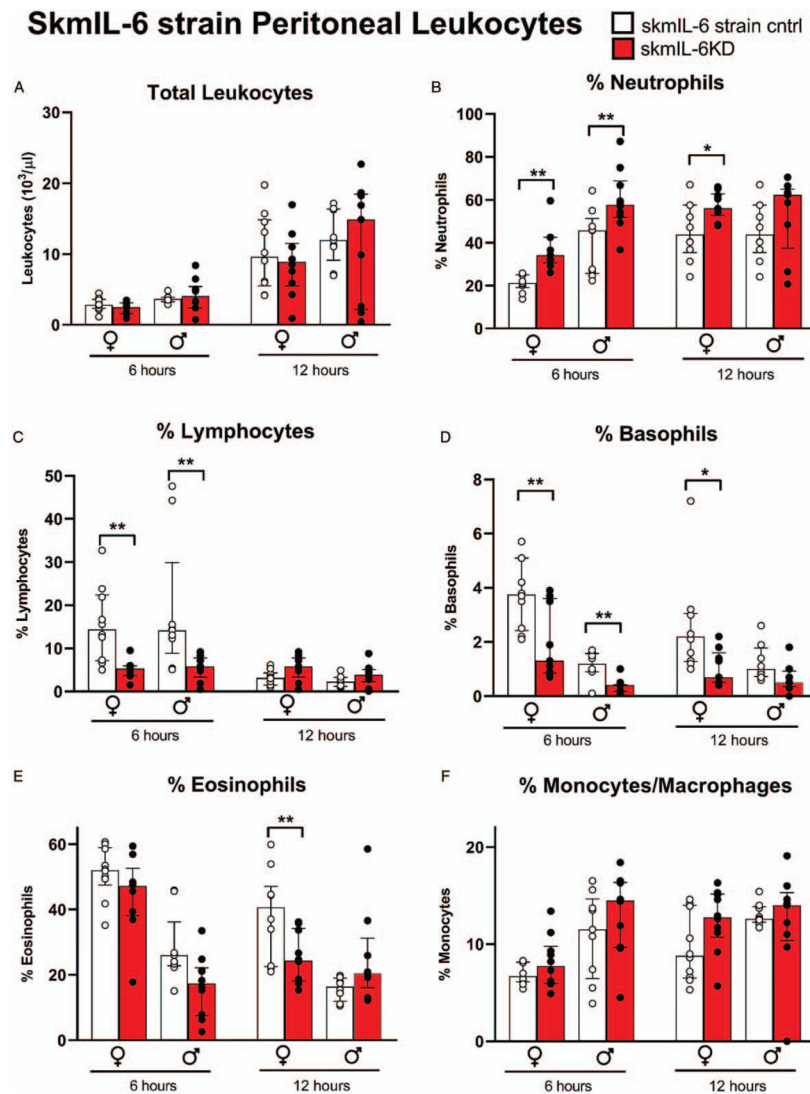 SkmIL-6 strain Peritoneal Leukocytes
skmIL-6 strain cntrl
skmIL-6KD
A
Total Leukocytes
Leukocytes (10³/µl)
30
20
10
0
♀ ♂ ♀ ♂
6 hours 12 hours
B
% Neutrophils
% Neutrophils
100
80
60
40
20
0
** ** *
♀ ♂ ♀ ♂
6 hours 12 hours
C
% Lymphocytes
% Lymphocytes
50
40
30
20
10
0
** **
♀ ♂ ♀ ♂
6 hours 12 hours
D
% Basophils
% Basophils
8
6
4
2
0
** ** *
♀ ♂ ♀ ♂
6 hours 12 hours
E
% Eosinophils
% Eosinophils
60
40
20
0
**
♀ ♂ ♀ ♂
6 hours 12 hours
F
% Monocytes/Macrophages
% Monocytes
20
10
0
♀ ♂ ♀ ♂
6 hours 12 hours